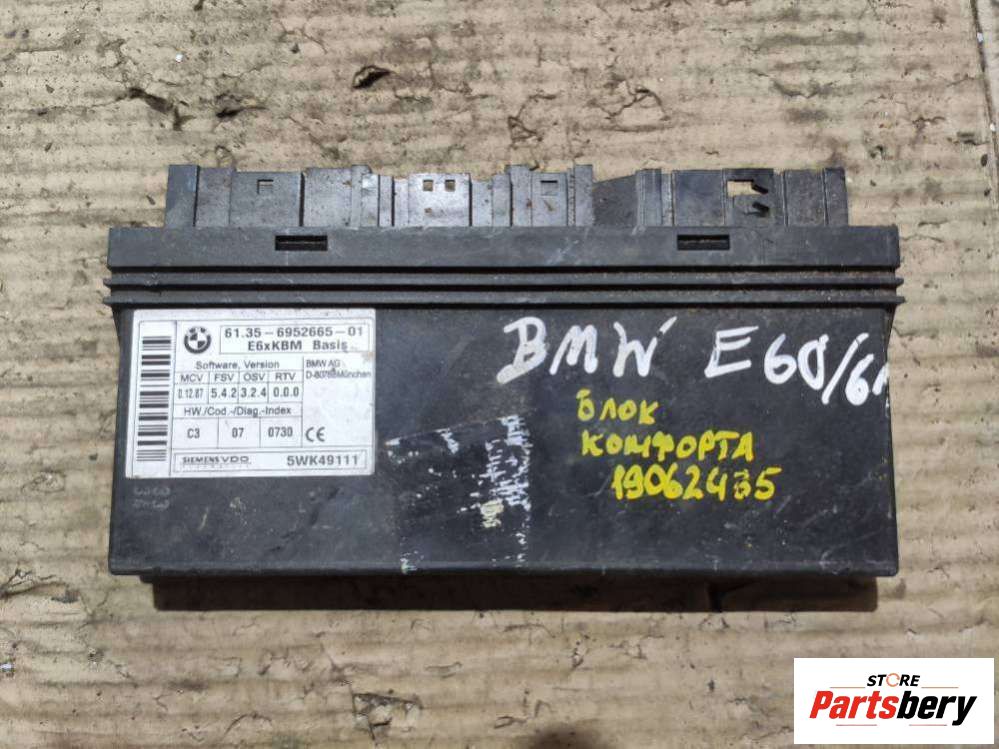 61.35 - 6952665-01
E6xKBM Basis
Software, Version
BMW AG
MCV FSV OSV RTV
D-80788München
0.12.87 5.4.2 3.2.4 0.0.0
HW./Cod.-/Diag.-Index
C3 07 0730 CE
SIEMENS VDO 5WK49111
BMW E60/61
БЛОК
КОМФОРТА
19062435
STORE
Partsbery